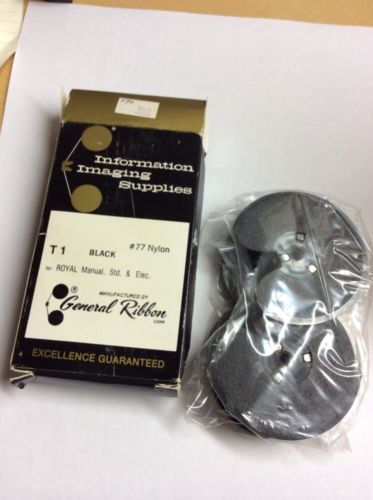 Information
Imaging
Supplies
T1 BLACK #77 Nylon
for: ROYAL Manual, Std. & Elec.
MANUFACTURED BY
General Ribbon
CORP.
EXCELLENCE GUARANTEED